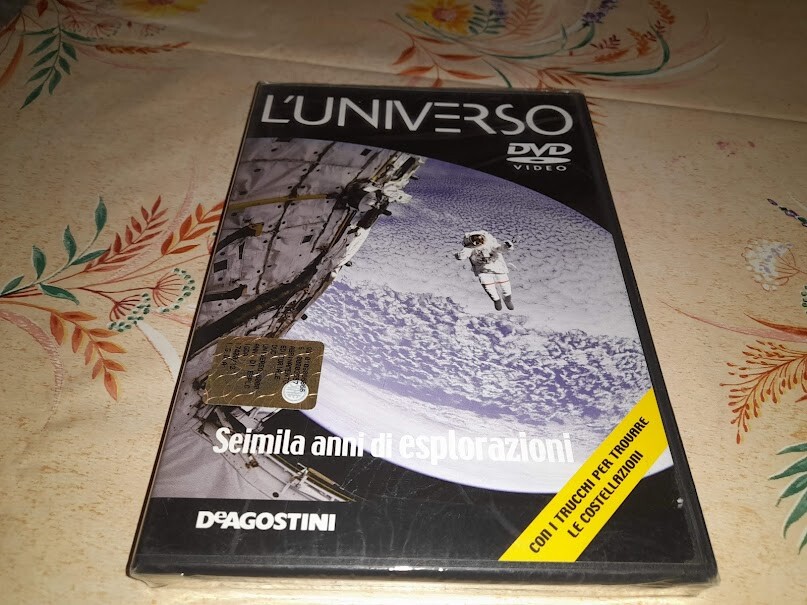 L'UNIVERSO
DVD
VIDEO
Seimila anni di esplorazioni
DeAGOSTINI
CON I TRUCCHI PER TROVARE
LE COSTELLAZIONI